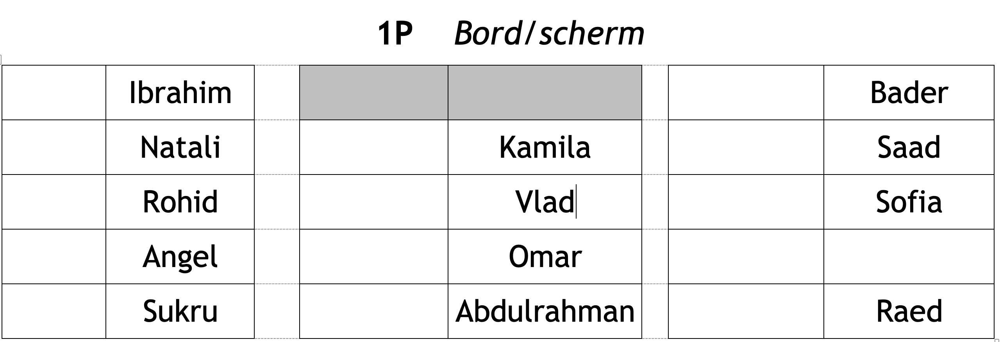 1P Bord/scherm
Ibrahim Bader
Natali Kamila Saad
Rohid Vlad Sofia
Angel Omar
Sukru Abdulrahman Raed